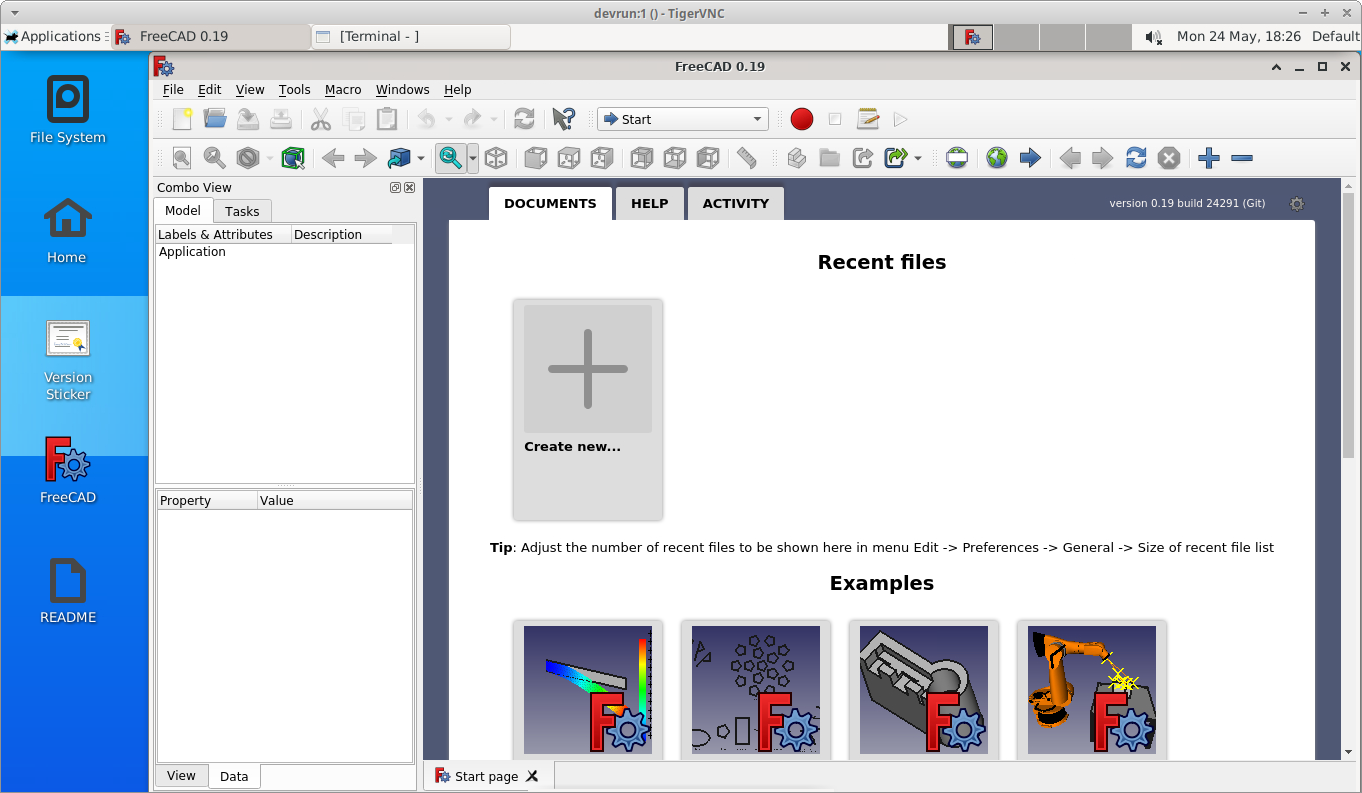 devrun:1 () - TigerVNC
Applications
FreeCAD 0.19
[Terminal - ]
Mon 24 May, 18:26
Default
File System
Home
Version
Sticker
FreeCAD
README
FreeCAD 0.19
File Edit View Tools Macro Windows Help
Start
Combo View
Model Tasks
Labels & Attributes Description
Application
Property Value
View Data
DOCUMENTS HELP ACTIVITY
version 0.19 build 24291 (Git)
Recent files
Create new...
Tip: Adjust the number of recent files to be shown here in menu Edit -> Preferences -> General -> Size of recent file list
Examples
Start page